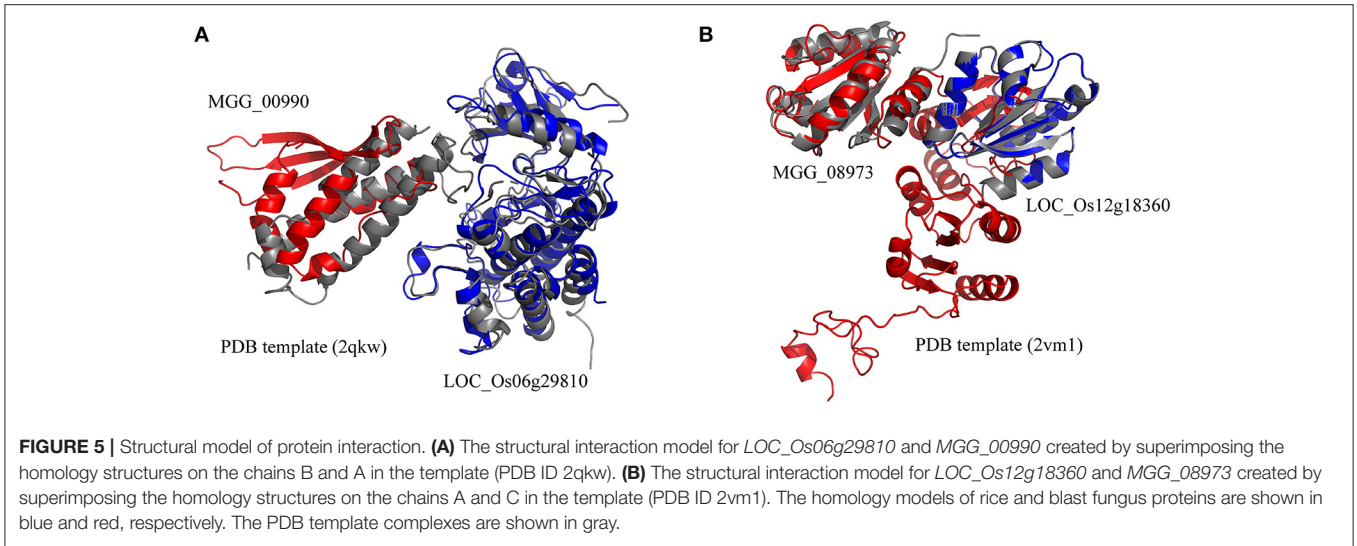 A
B
MGG_00990
MGG_08973
LOC_Os12g18360
PDB template (2qkw)
LOC_Os06g29810
PDB template (2vm1)
FIGURE 5 | Structural model of protein interaction. (A) The structural interaction model for LOC_Os06g29810 and MGG_00990 created by superimposing the
homology structures on the chains B and A in the template (PDB ID 2qkw). (B) The structural interaction model for LOC_Os12g18360 and MGG_08973 created by
superimposing the homology structures on the chains A and C in the template (PDB ID 2vm1). The homology models of rice and blast fungus proteins are shown in
blue and red, respectively. The PDB template complexes are shown in gray.